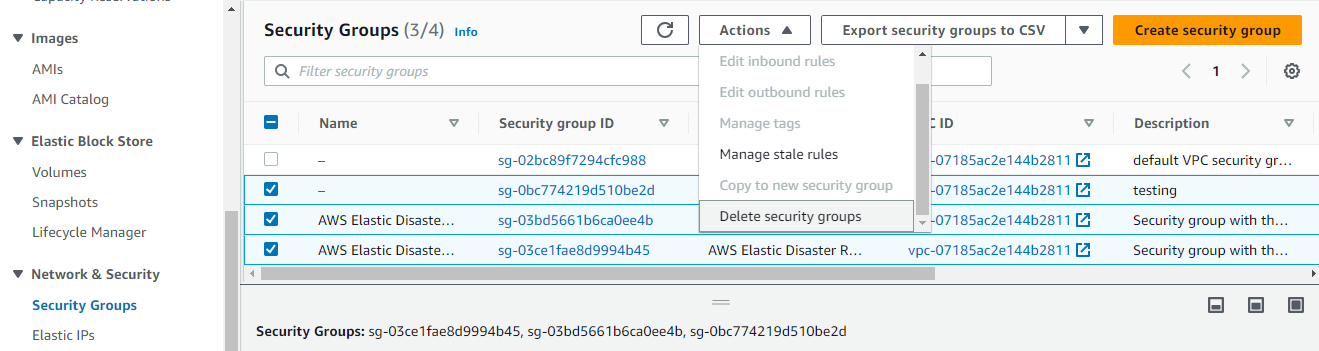 Images
AMIs
AMI Catalog
Elastic Block Store
Volumes
Snapshots
Lifecycle Manager
Network & Security
Security Groups
Elastic IPs
Security Groups (3/4) Info
Actions
Export security groups to CSV
Create security group
Filter security groups
1
Edit inbound rules
Edit outbound rules
Manage tags
Manage stale rules
Copy to new security group
Delete security groups
Name Security group ID C ID Description
– sg-02bc89f7294cfc988 -07185ac2e144b2811 default VPC security gr...
– sg-0bc774219d510be2d -07185ac2e144b2811 testing
AWS Elastic Disaste... sg-03bd5661b6ca0ee4b -07185ac2e144b2811 Security group with th...
AWS Elastic Disaste... sg-03ce1fae8d9994b45 AWS Elastic Disaster R... vpc-07185ac2e144b2811 Security group with th...
Security Groups: sg-03ce1fae8d9994b45, sg-03bd5661b6ca0ee4b, sg-0bc774219d510be2d